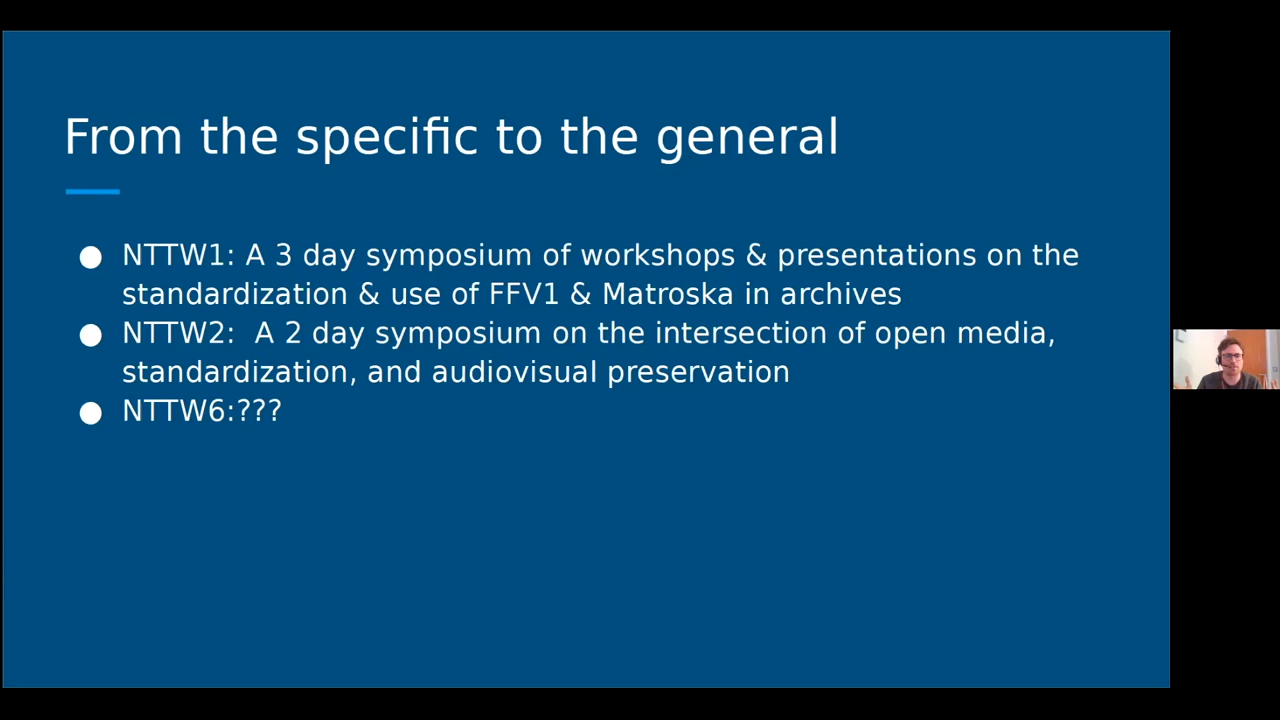 From the specific to the general
● NTTW1: A 3 day symposium of workshops & presentations on the
standardization & use of FFV1 & Matroska in archives
● NTTW2:  A 2 day symposium on the intersection of open media,
standardization, and audiovisual preservation
● NTTW6:???